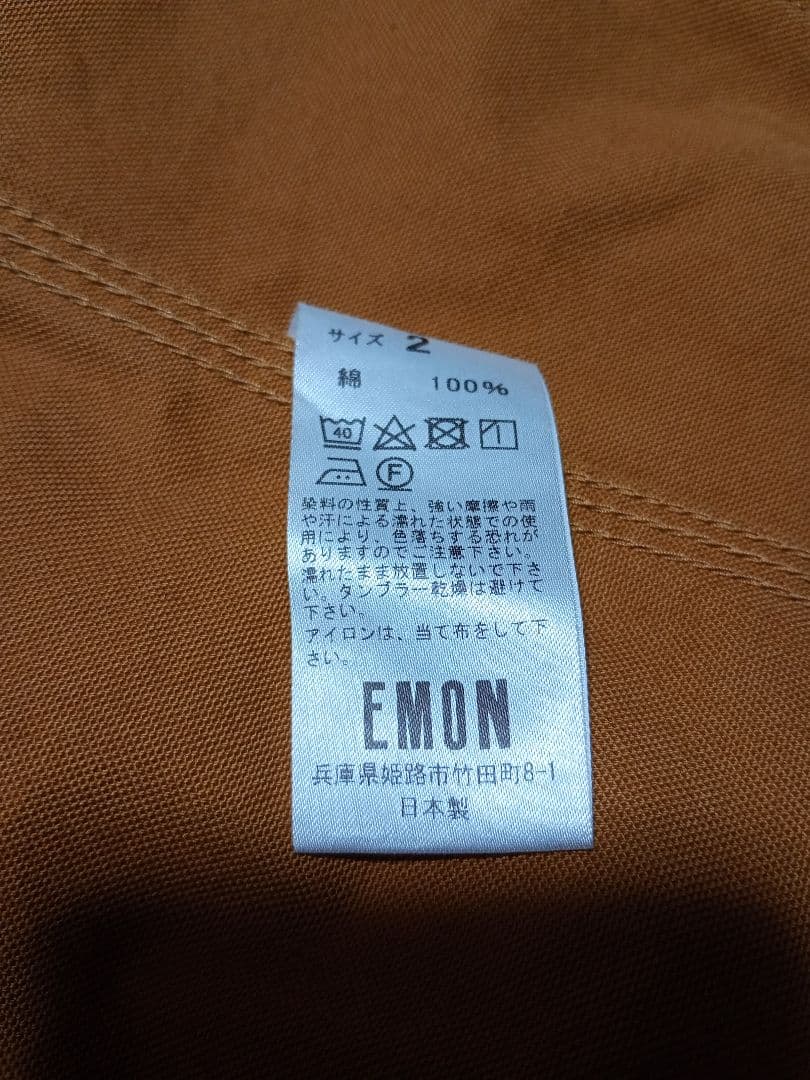 サイズ 2
綿 100%
40
F
染料の性質上、強い摩擦や雨
や汗による濡れた状態での使
用により、色落ちする恐れが
ありますのでご注意下さい。
濡れたまま放置しないで下さ
い。タンブラー乾燥は避けて
下さい。
アイロンは、当て布をして下
さい。
EMON
兵庫県姫路市竹田町8-1
日本製